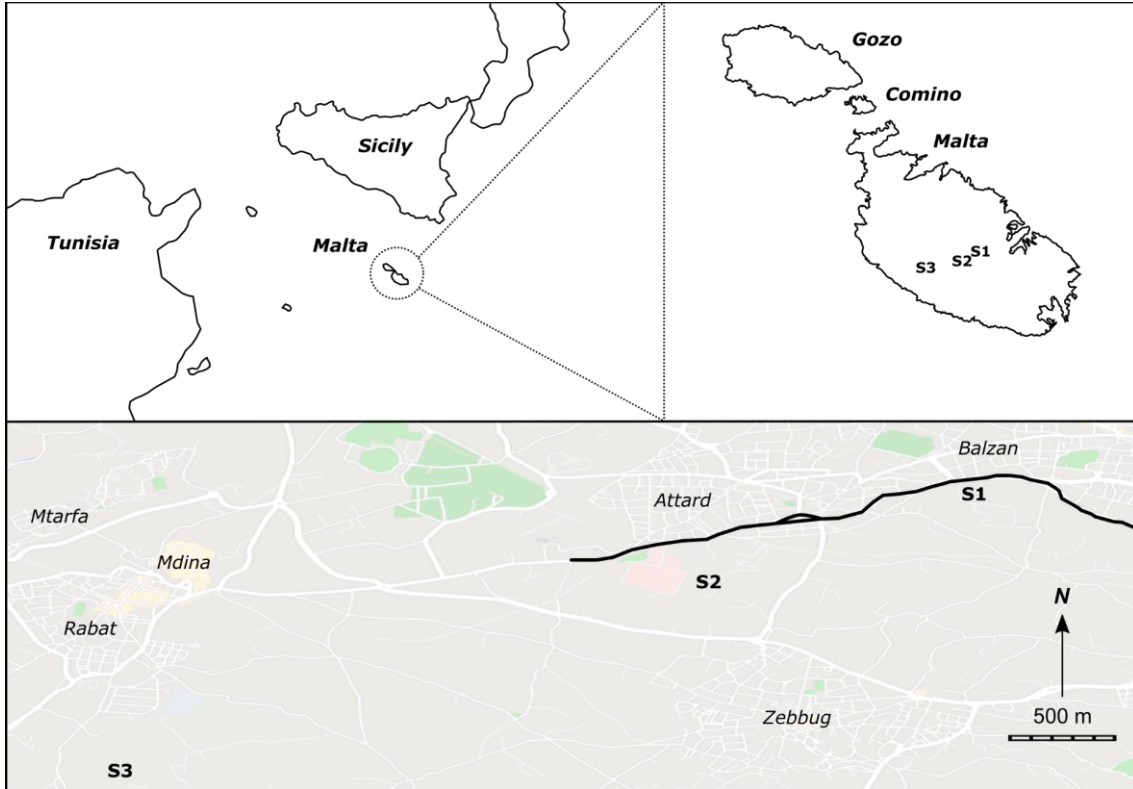 Sicily
Tunisia
Malta
Gozo
Comino
Malta
S1
S2
S3
Balzan
S1
Attard
Mtarfa
Mdina
S2
Rabat
N
Zebbug
500 m
S3